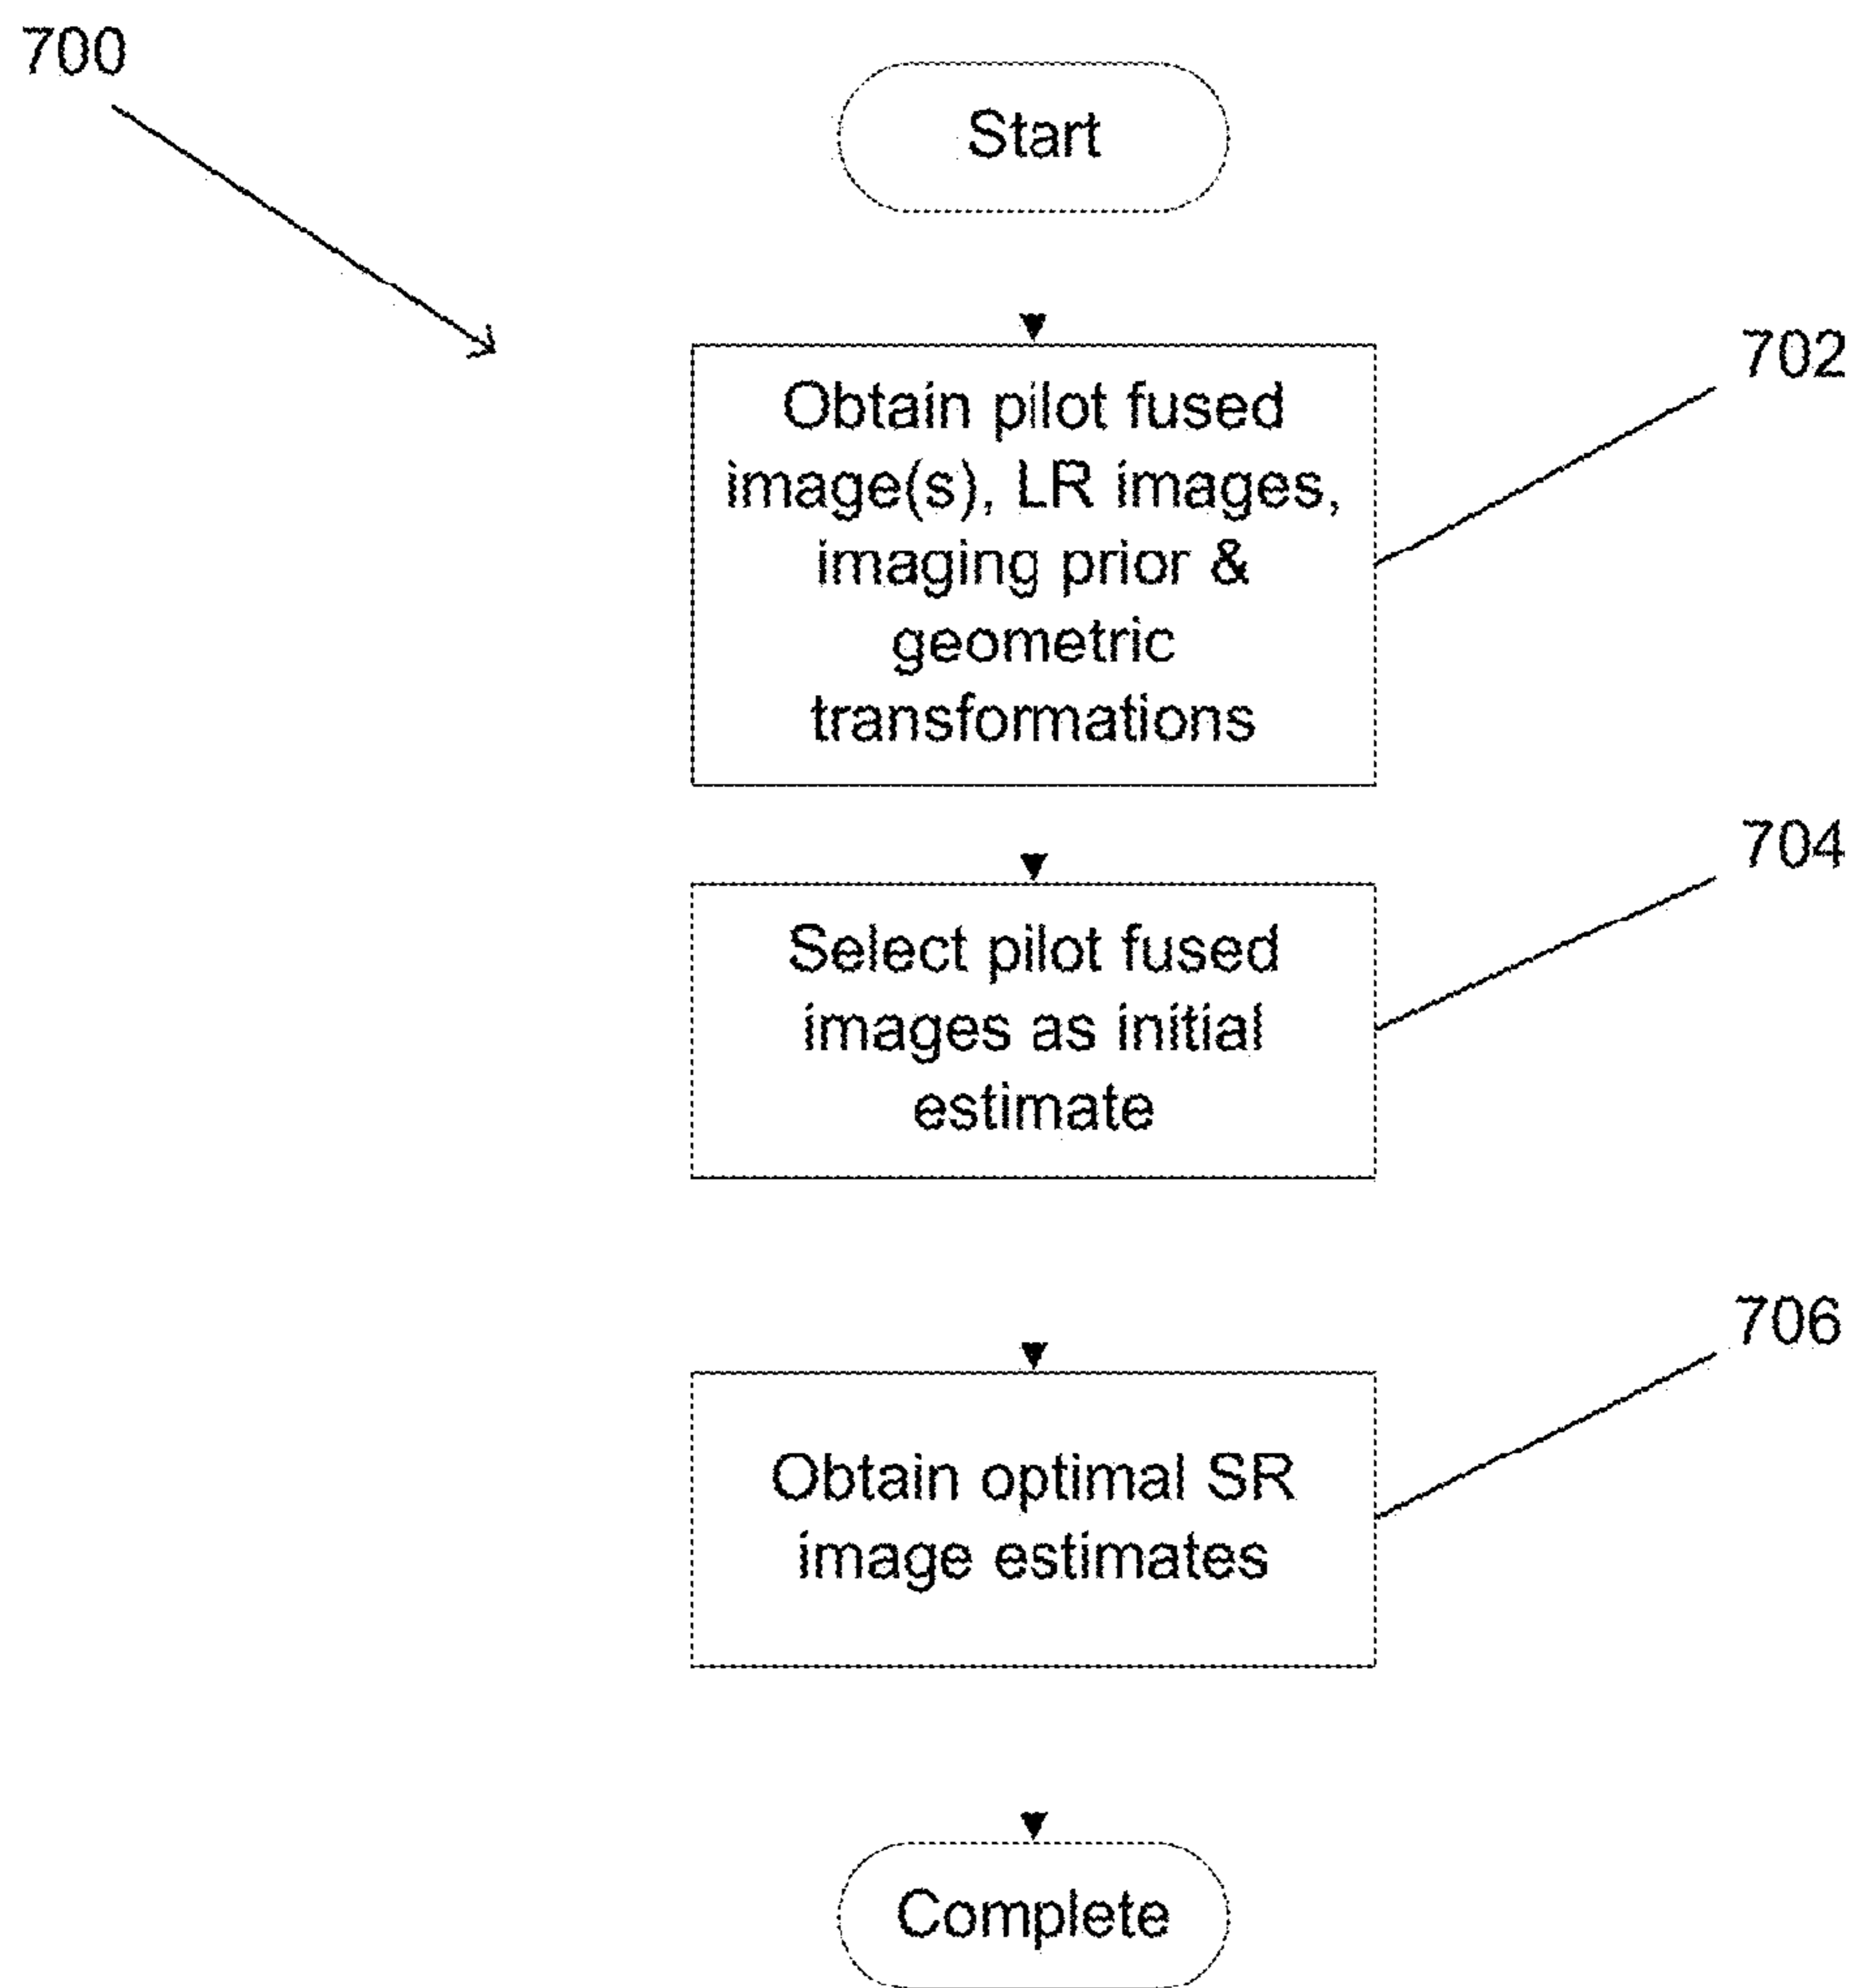 700
Start
702
Obtain pilot fused
image(s), LR images,
imaging prior &
geometric
transformations
704
Select pilot fused
images as initial
estimate
706
Obtain optimal SR
image estimates
Complete